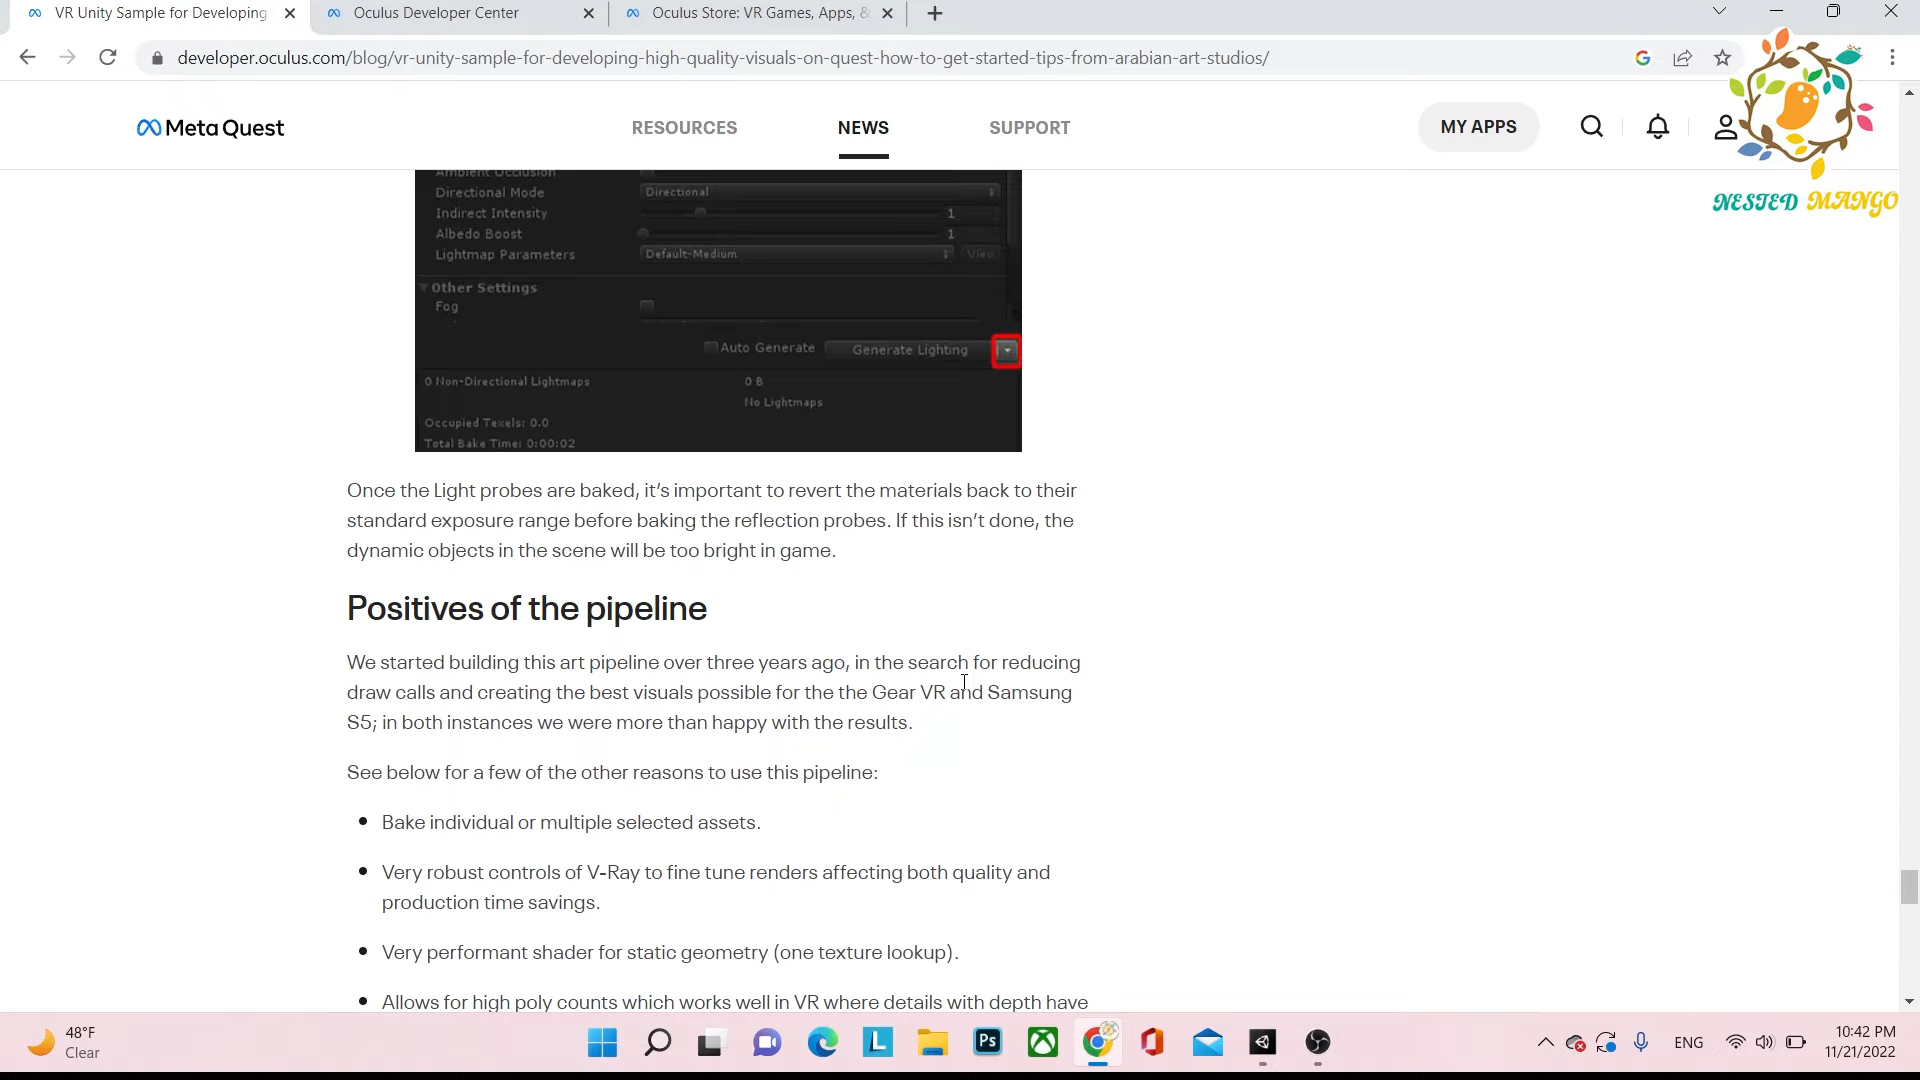 VR Unity Sample for Developing
Oculus Developer Center
Oculus Store: VR Games, Apps, &
developer.oculus.com/blog/vr-unity-sample-for-developing-high-quality-visuals-on-quest-how-to-get-started-tips-from-arabian-art-studios/
Meta Quest
RESOURCES
NEWS
SUPPORT
MY APPS
NESTED MANGO
Ambient Occlusion
Directional Mode Directional
Indirect Intensity 1
Albedo Boost 1
Lightmap Parameters Default-Medium View
Other Settings
Fog
Auto Generate Generate Lighting
0 Non-Directional Lightmaps 0 B
No Lightmaps
Occupied Texels: 0.0
Total Bake Time: 0:00:02
Once the Light probes are baked, it’s important to revert the materials back to their
standard exposure range before baking the reflection probes. If this isn’t done, the
dynamic objects in the scene will be too bright in game.
Positives of the pipeline
We started building this art pipeline over three years ago, in the search for reducing
draw calls and creating the best visuals possible for the the Gear VR and Samsung
S5; in both instances we were more than happy with the results.
See below for a few of the other reasons to use this pipeline:
• Bake individual or multiple selected assets.
• Very robust controls of V-Ray to fine tune renders affecting both quality and
production time savings.
• Very performant shader for static geometry (one texture lookup).
• Allows for high poly counts which works well in VR where details with depth have
48°F
Clear
L
Ps
ENG
10:42 PM
11/21/2022